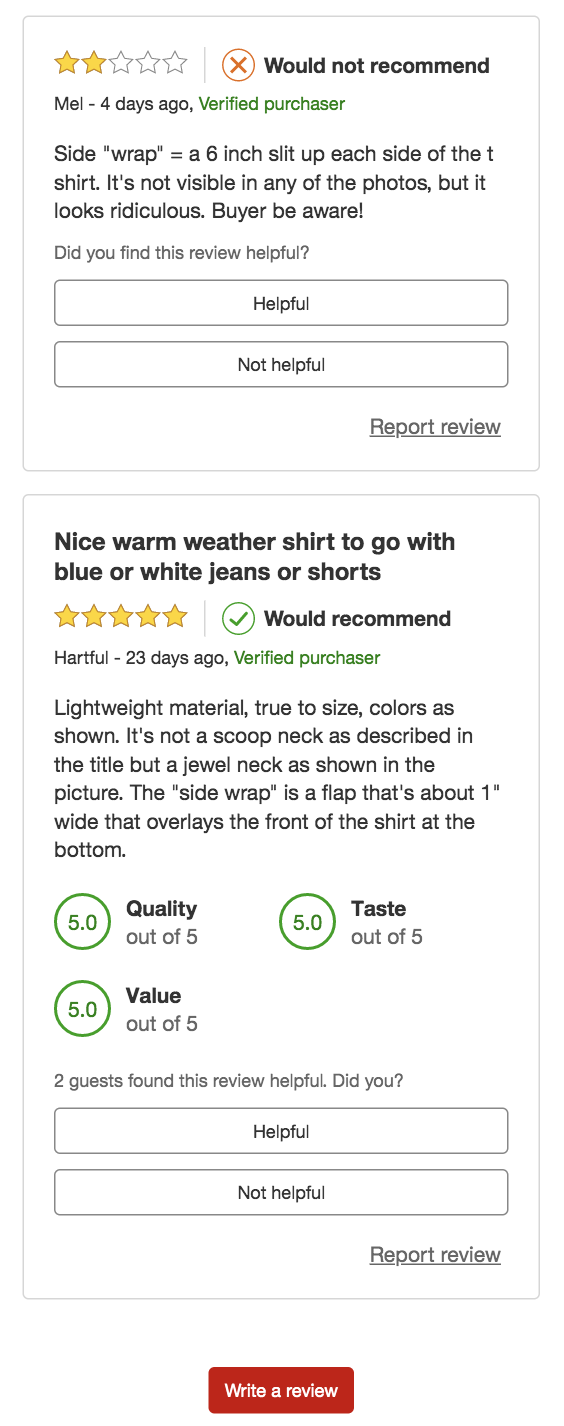 Would not recommend
Mel - 4 days ago, Verified purchaser
Side "wrap" = a 6 inch slit up each side of the t
shirt. It's not visible in any of the photos, but it
looks ridiculous. Buyer be aware!
Did you find this review helpful?
Helpful
Not helpful
Report review
Nice warm weather shirt to go with
blue or white jeans or shorts
Would recommend
Hartful - 23 days ago, Verified purchaser
Lightweight material, true to size, colors as
shown. It's not a scoop neck as described in
the title but a jewel neck as shown in the
picture. The "side wrap" is a flap that's about 1"
wide that overlays the front of the shirt at the
bottom.
5.0 Quality out of 5
5.0 Taste out of 5
5.0 Value out of 5
2 guests found this review helpful. Did you?
Helpful
Not helpful
Report review
Write a review